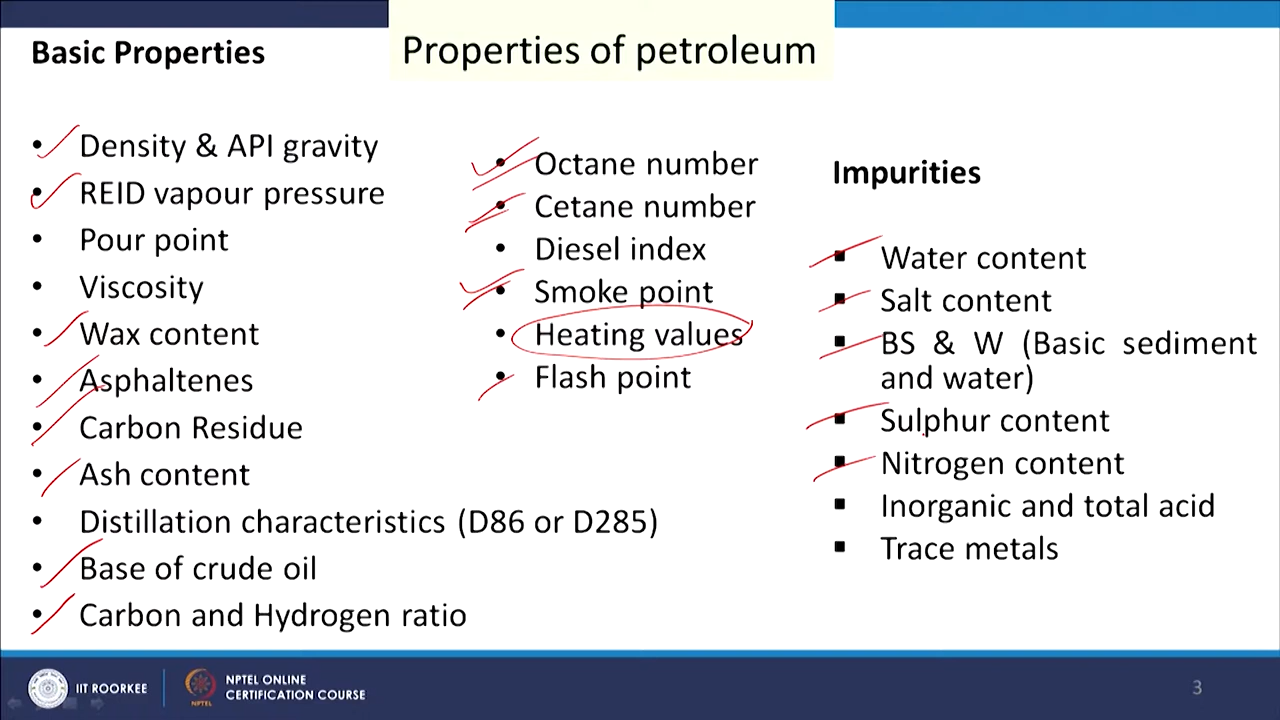 Properties of petroleum
Basic Properties
• Density & API gravity
• REID vapour pressure
• Pour point
• Viscosity
• Wax content
• Asphaltenes
• Carbon Residue
• Ash content
• Distillation characteristics (D86 or D285)
• Base of crude oil
• Carbon and Hydrogen ratio
• Octane number
• Cetane number
• Diesel index
• Smoke point
• Heating values
• Flash point
Impurities
▪ Water content
▪ Salt content
▪ BS & W (Basic sediment
and water)
▪ Sulphur content
▪ Nitrogen content
▪ Inorganic and total acid
▪ Trace metals
IIT ROORKEE
NPTEL
NPTEL ONLINE
CERTIFICATION COURSE
3